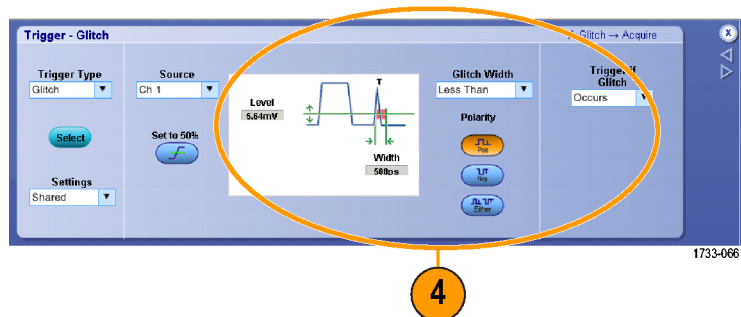 Trigger - Glitch
A: Glitch → Acquire
x
Trigger Type
Glitch
Select
Settings
Shared
Source
Ch 1
Set to 50%
Level
5.64mV
T
Width
500ps
Glitch Width
Less Than
Polarity
Pos
Neg
Either
Trigger if
Glitch
Occurs
1733-066
4